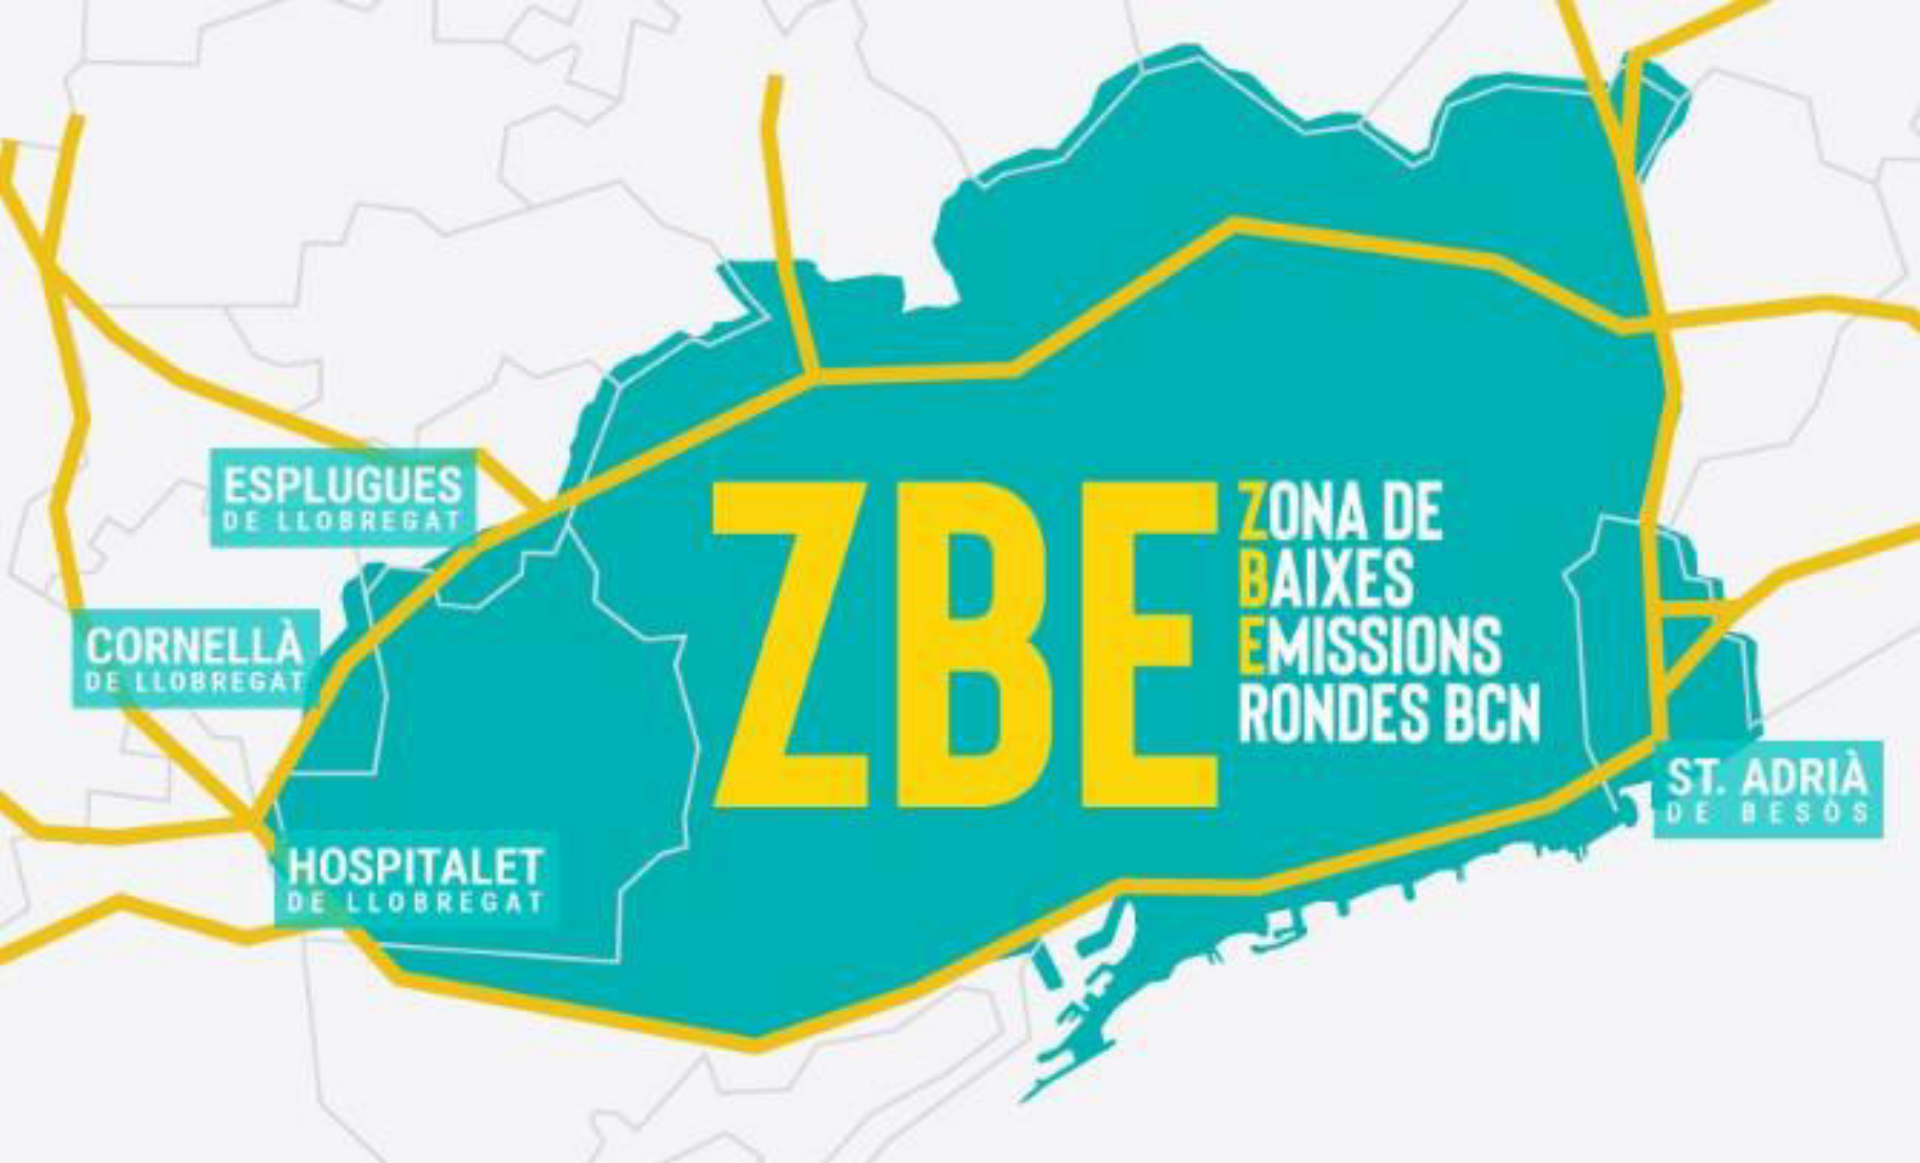 ESPLUGUES
DE LLOBREGAT
CORNELLÀ
DE LLOBREGAT
HOSPITALET
DE LLOBREGAT
ZBE
ZONA DE
BAIXES
EMISSIONS
RONDES BCN
ST. ADRIÀ
DE BESÒS